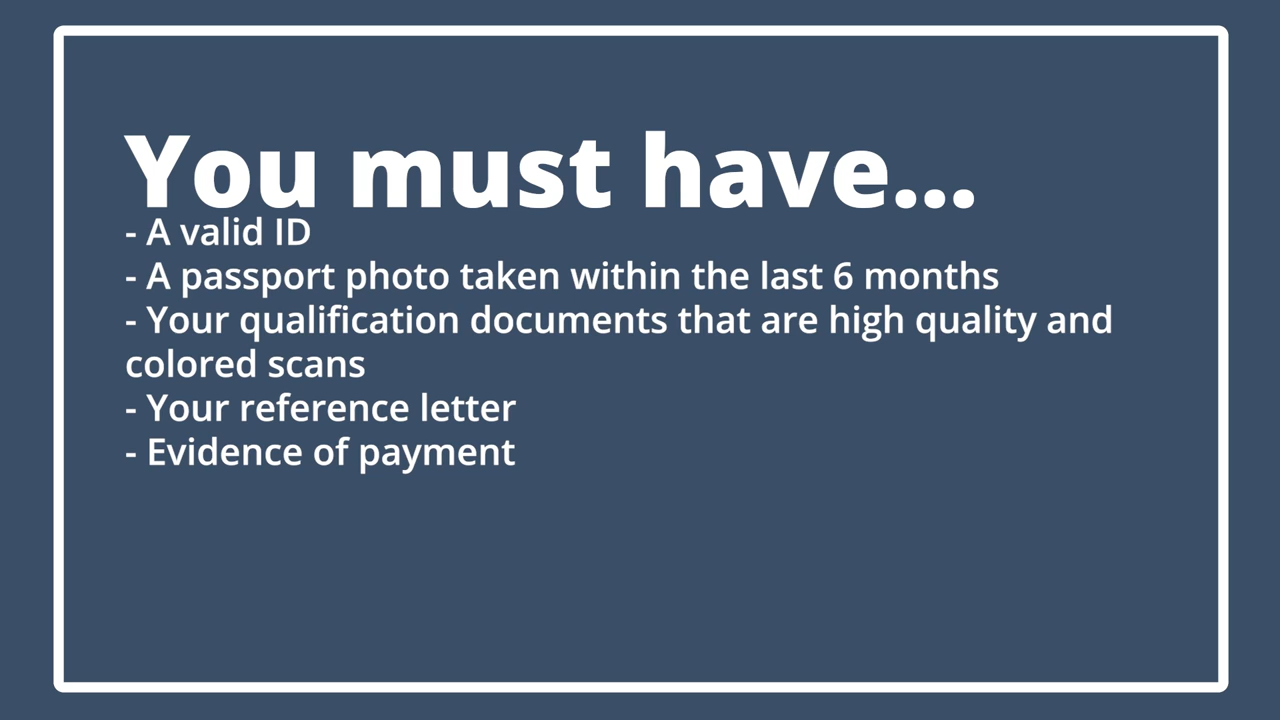 You must have...
- A valid ID
- A passport photo taken within the last 6 months
- Your qualification documents that are high quality and
colored scans
- Your reference letter
- Evidence of payment